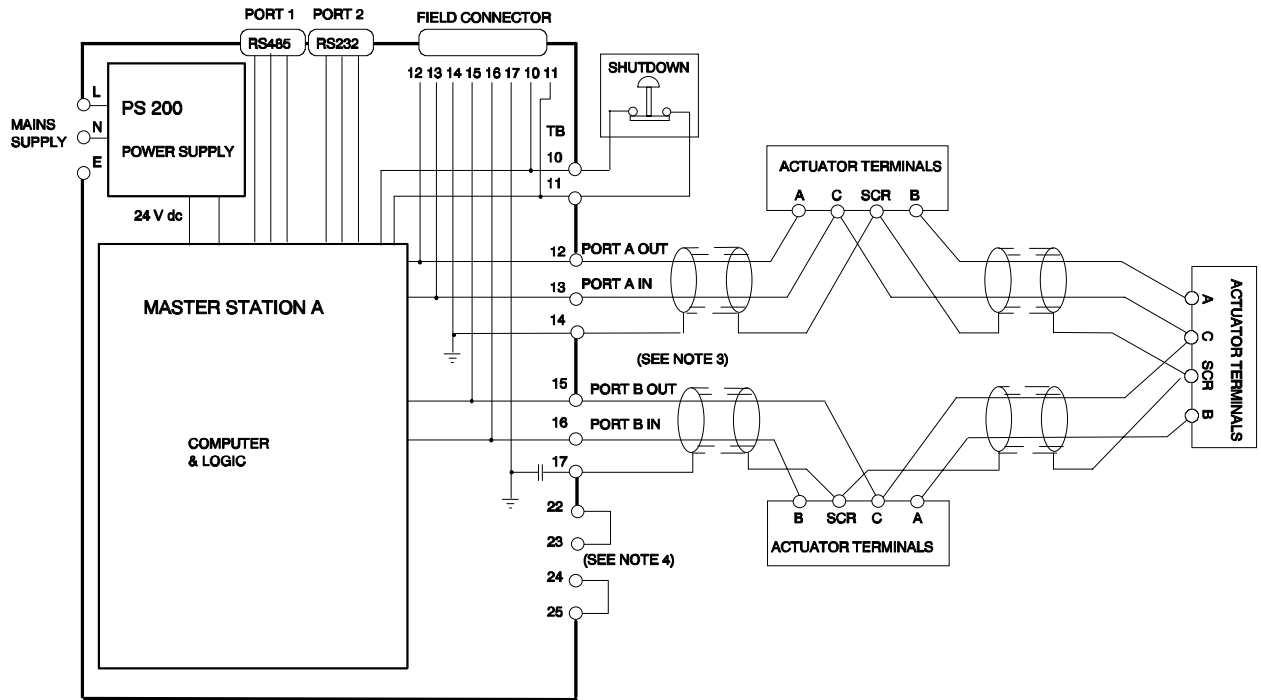 PORT 1
PORT 2
FIELD CONNECTOR
RS485
RS232
12 13 14 15 16 17 10 11
SHUTDOWN
L
PS 200
MAINS
SUPPLY
N
POWER SUPPLY
E
TB
10
11
24 V dc
ACTUATOR TERMINALS
A C SCR B
12
PORT A OUT
13
PORT A IN
MASTER STATION A
14
(SEE NOTE 3)
15
PORT B OUT
16
PORT B IN
COMPUTER
& LOGIC
17
22
23
(SEE NOTE 4)
24
25
B SCR C A
ACTUATOR TERMINALS
A
C
SCR
B
ACTUATOR TERMINALS